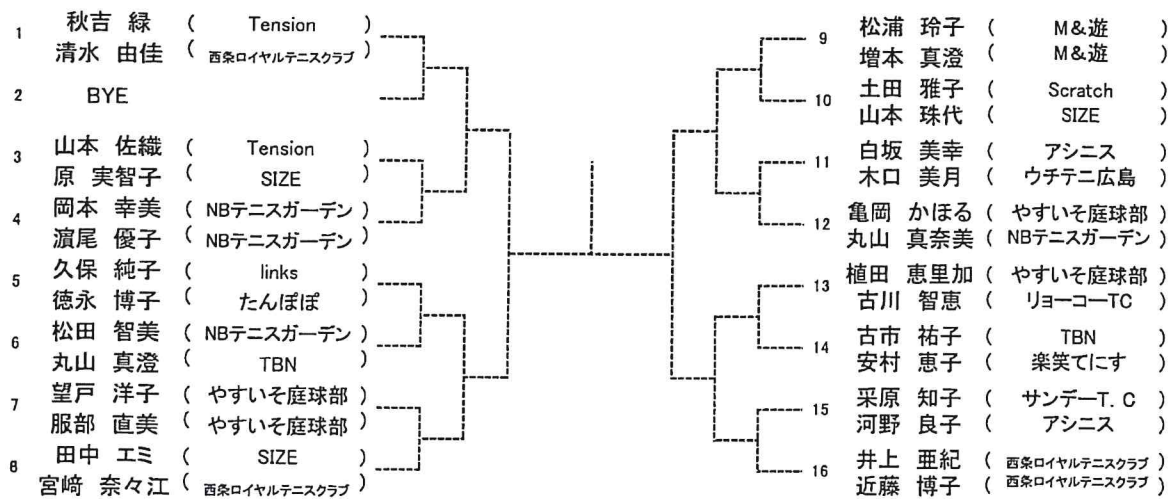 1 秋吉 緑 ( Tension )
清水 由佳 ( 西条ロイヤルテニスクラブ )
2 BYE
3 山本 佐織 ( Tension )
原 実智子 ( SIZE )
4 岡本 幸美 ( NBテニスガーデン )
濵尾 優子 ( NBテニスガーデン )
5 久保 純子 ( links )
徳永 博子 ( たんぽぽ )
6 松田 智美 ( NBテニスガーデン )
丸山 真澄 ( TBN )
7 望戸 洋子 ( やすいそ庭球部 )
服部 直美 ( やすいそ庭球部 )
8 田中 エミ ( SIZE )
宮崎 奈々江 ( 西条ロイヤルテニスクラブ )
9 松浦 玲子 ( M&遊 )
増本 真澄 ( M&遊 )
10 土田 雅子 ( Scratch )
山本 珠代 ( SIZE )
11 白坂 美幸 ( アシニス )
木口 美月 ( ウチテニ広島 )
12 亀岡 かほる ( やすいそ庭球部 )
丸山 真奈美 ( NBテニスガーデン )
13 植田 恵里加 ( やすいそ庭球部 )
古川 智恵 ( リョーコーTC )
14 古市 祐子 ( TBN )
安村 恵子 ( 楽笑てにす )
15 采原 知子 ( サンデーT.C )
河野 良子 ( アシニス )
16 井上 亜紀 ( 西条ロイヤルテニスクラブ )
近藤 博子 ( 西条ロイヤルテニスクラブ )